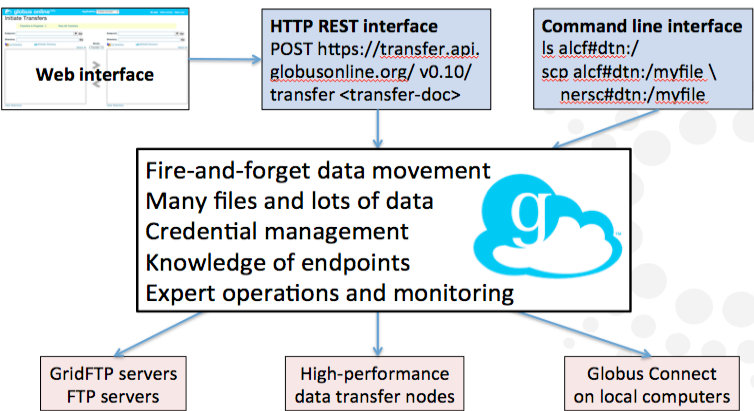 globus online
Initiate Transfers
Web interface
HTTP REST interface
POST https://transfer.api.
globusonline.org/ v0.10/
transfer <transfer-doc>
Command line interface
ls alcf#dtn:/
scp alcf#dtn:/myfile \
nersc#dtn:/myfile
Fire-and-forget data movement
Many files and lots of data
Credential management
Knowledge of endpoints
Expert operations and monitoring
g
TM
GridFTP servers
FTP servers
High-performance
data transfer nodes
Globus Connect
on local computers